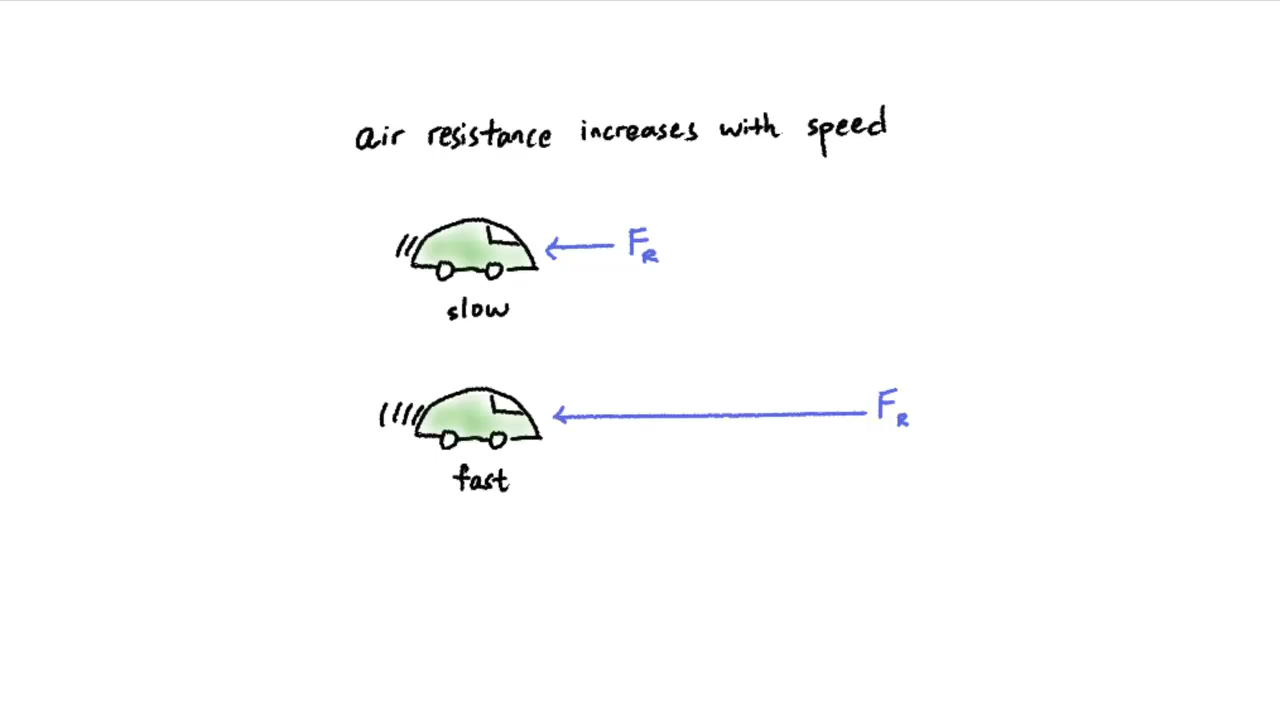 air resistance increases with speed
F_R
slow
F_R
fast